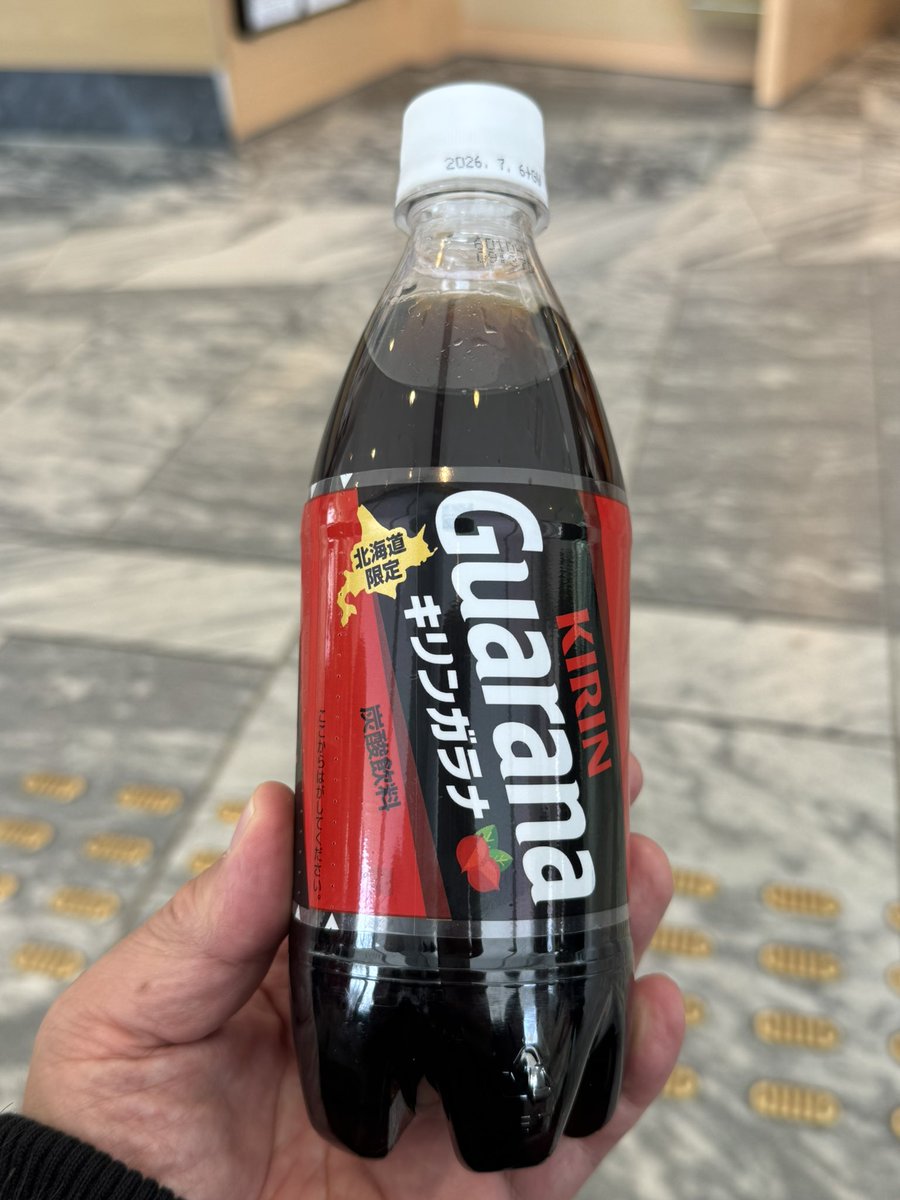 2026. 7. 6+GW
北海道
限定
KIRIN
Guarana
キリンガラナ
炭酸飲料